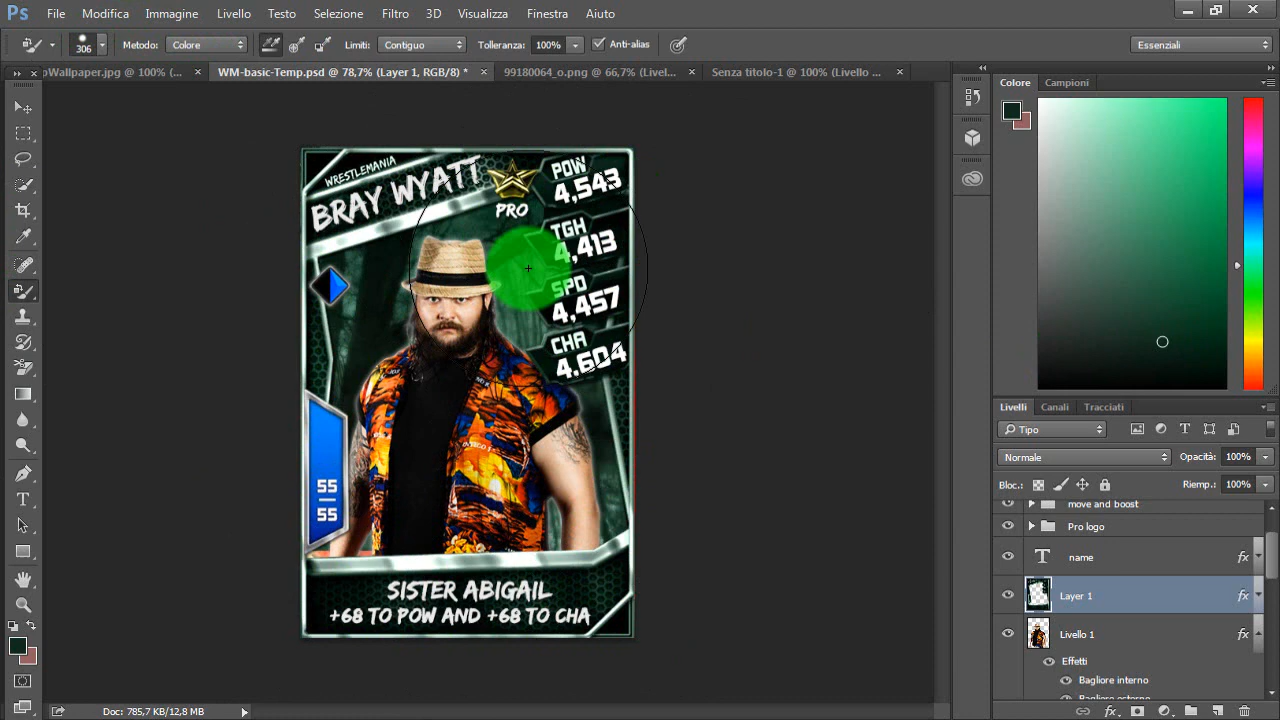 Ps File Modifica Immagine Livello Testo Selezione Filtro 3D Visualizza Finestra Aiuto
306 Metodo: Colore Limiti: Contiguo Tolleranza: 100% Anti-alias Essenziali
pWallpaper.jpg @ 100% (... WM-basic-Temp.psd @ 78,7% (Layer 1, RGB/8) * 99180064_o.png @ 66,7% (Livel... Senza titolo-1 @ 100% (Livello ...
Colore Campioni
WRESTLEMANIA
BRAY WYATT
PRO
POW
4,543
TGH
4,413
SPD
4,457
CHA
4,604
55
55
SISTER ABIGAIL
+68 TO POW AND +68 TO CHA
Livelli Canali Tracciati
Tipo
Normale Opacità: 100%
Bloc.: Riemp.: 100%
move and boost
Pro logo
T name fx
Layer 1 fx
Livello 1 fx
Effetti
Bagliore interno
Bagliore esterno
fx
Doc: 785,7 KB/12,8 MB